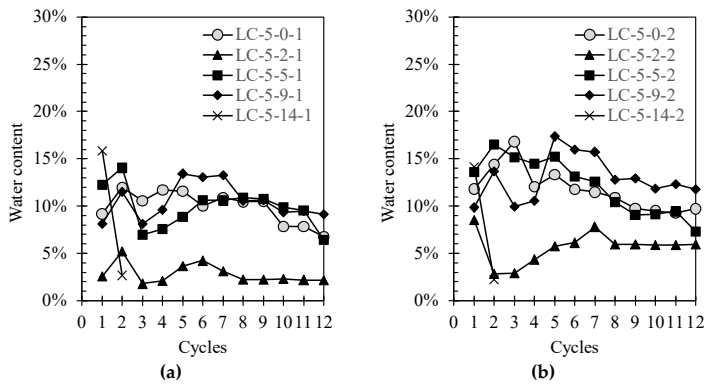 30%
25%
20%
15%
10%
5%
0%
Water content
LC-5-0-1
LC-5-2-1
LC-5-5-1
LC-5-9-1
LC-5-14-1
0 1 2 3 4 5 6 7 8 9 10 11 12
Cycles
(a)
30%
25%
20%
15%
10%
5%
0%
Water content
LC-5-0-2
LC-5-2-2
LC-5-5-2
LC-5-9-2
LC-5-14-2
0 1 2 3 4 5 6 7 8 9 10 11 12
Cycles
(b)